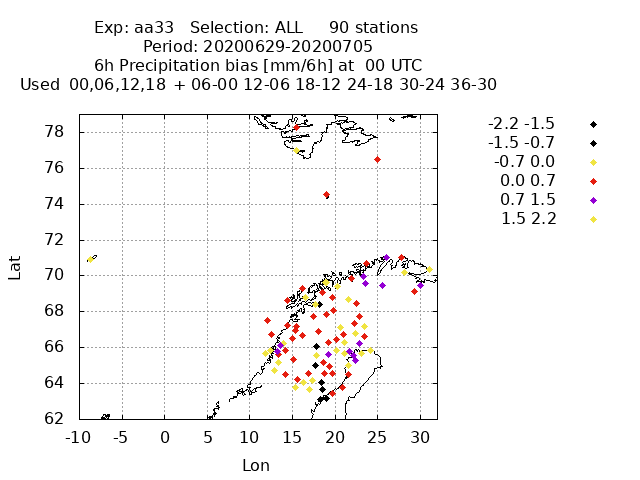 Exp: aa33   Selection: ALL     90 stations
Period: 20200629-20200705
6h Precipitation bias [mm/6h] at  00 UTC
Used  00,06,12,18  + 06-00 12-06 18-12 24-18 30-24 36-30
-2.2 -1.5
-1.5 -0.7
-0.7 0.0
0.0 0.7
0.7 1.5
1.5 2.2
Lat
78
76
74
72
70
68
66
64
62
-10 -5 0 5 10 15 20 25 30
Lon